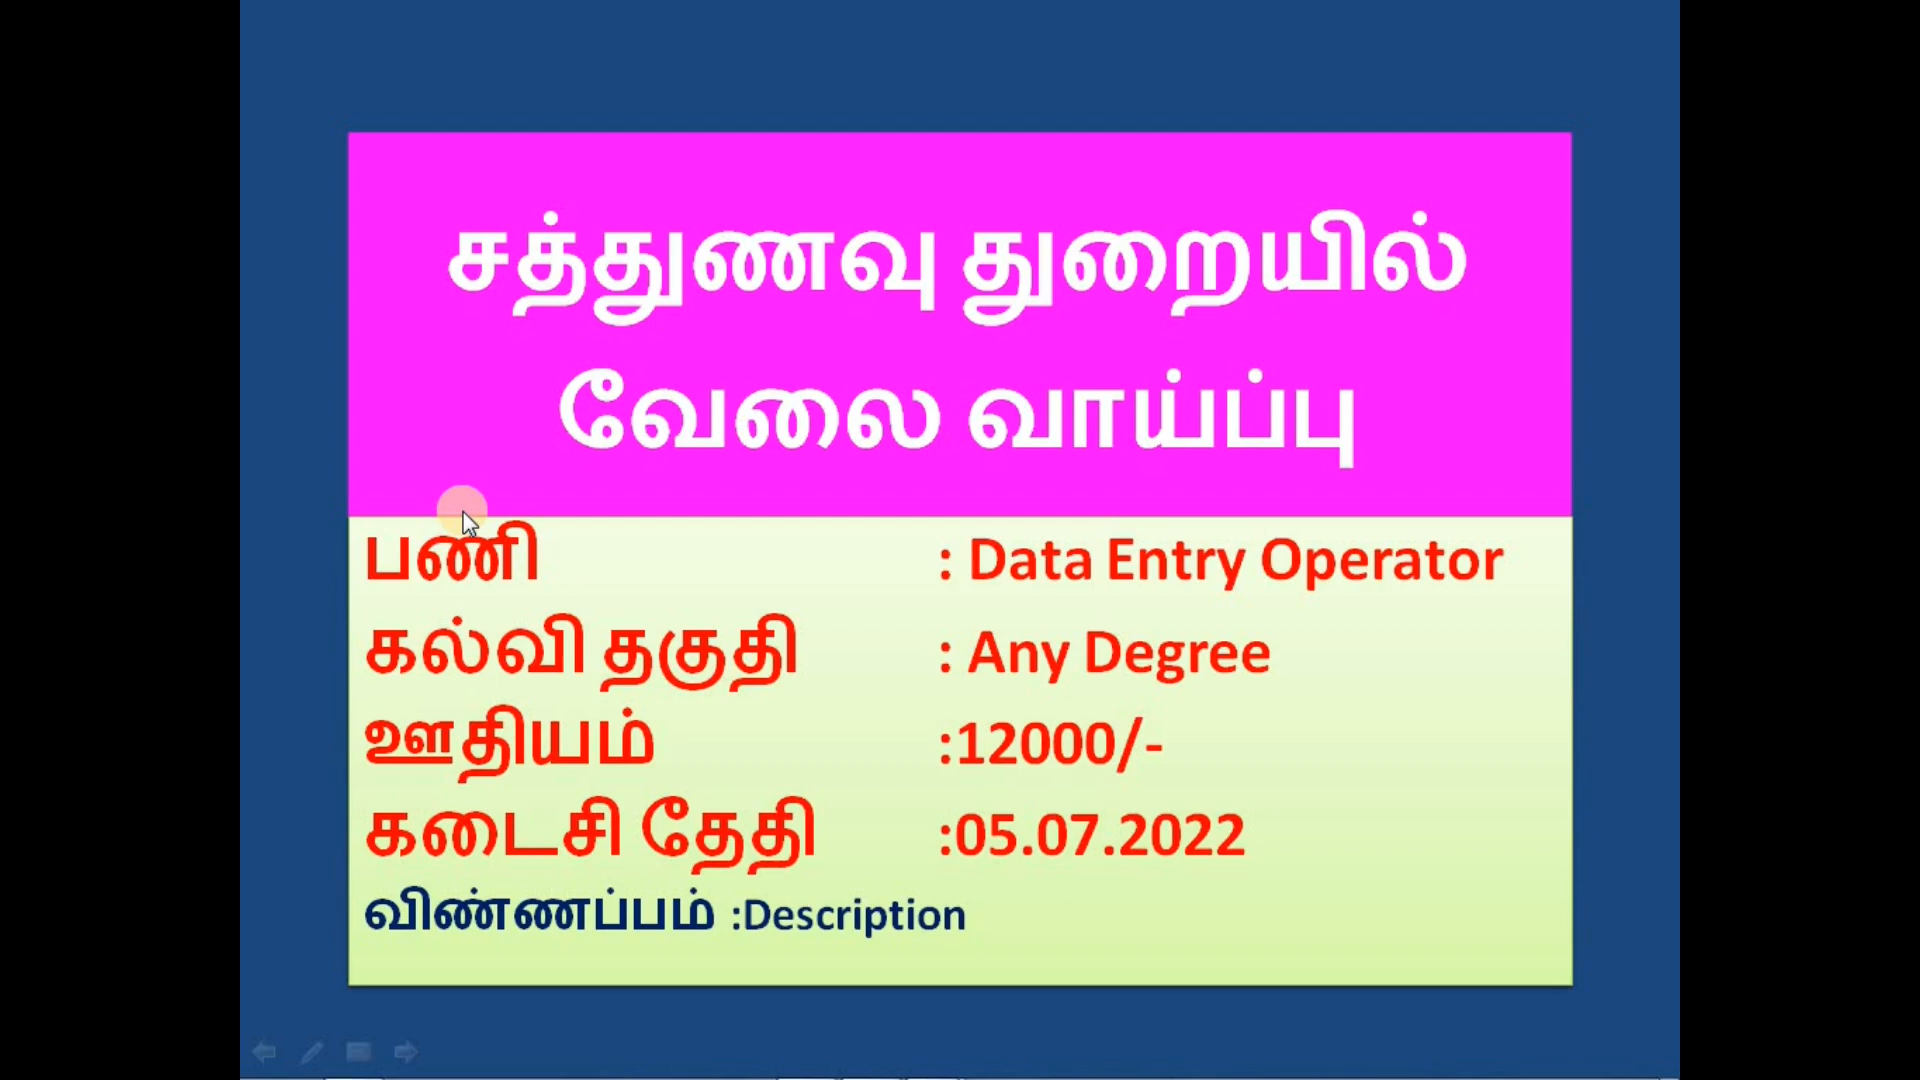 சத்துணவு துறையில்
வேலை வாய்ப்பு
பணி : Data Entry Operator
கல்வி தகுதி : Any Degree
ஊதியம் :12000/-
கடைசி தேதி :05.07.2022
விண்ணப்பம் :Description